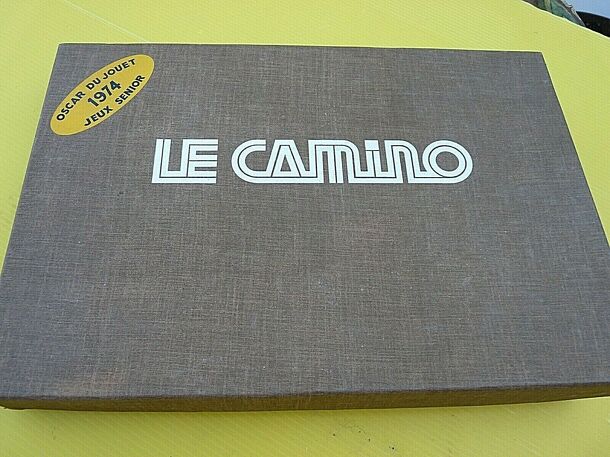 OSCAR DU JOUET
1974
JEUX SENIOR
LE CAMINO